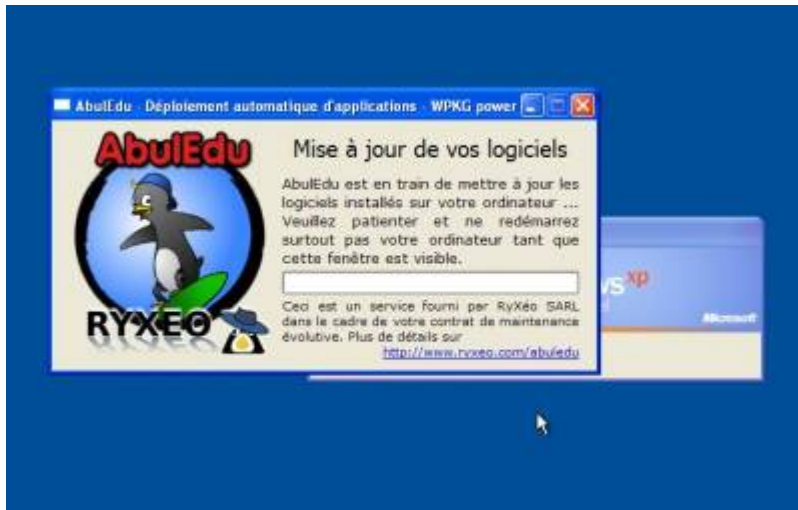 AbulEdu - Déploiement automatique d'applications - WPKG power
AbulEdu
RYXEO
Mise à jour de vos logiciels
AbulEdu est en train de mettre à jour les
logiciels installés sur votre ordinateur ...
Veuillez patienter et ne redémarrez
surtout pas votre ordinateur tant que
cette fenêtre est visible.
Ceci est un service fourni par RyXéo SARL
dans le cadre de votre contrat de maintenance
évolutive. Plus de détails sur
http://www.ryxeo.com/abuledu
ws xp
Microsoft